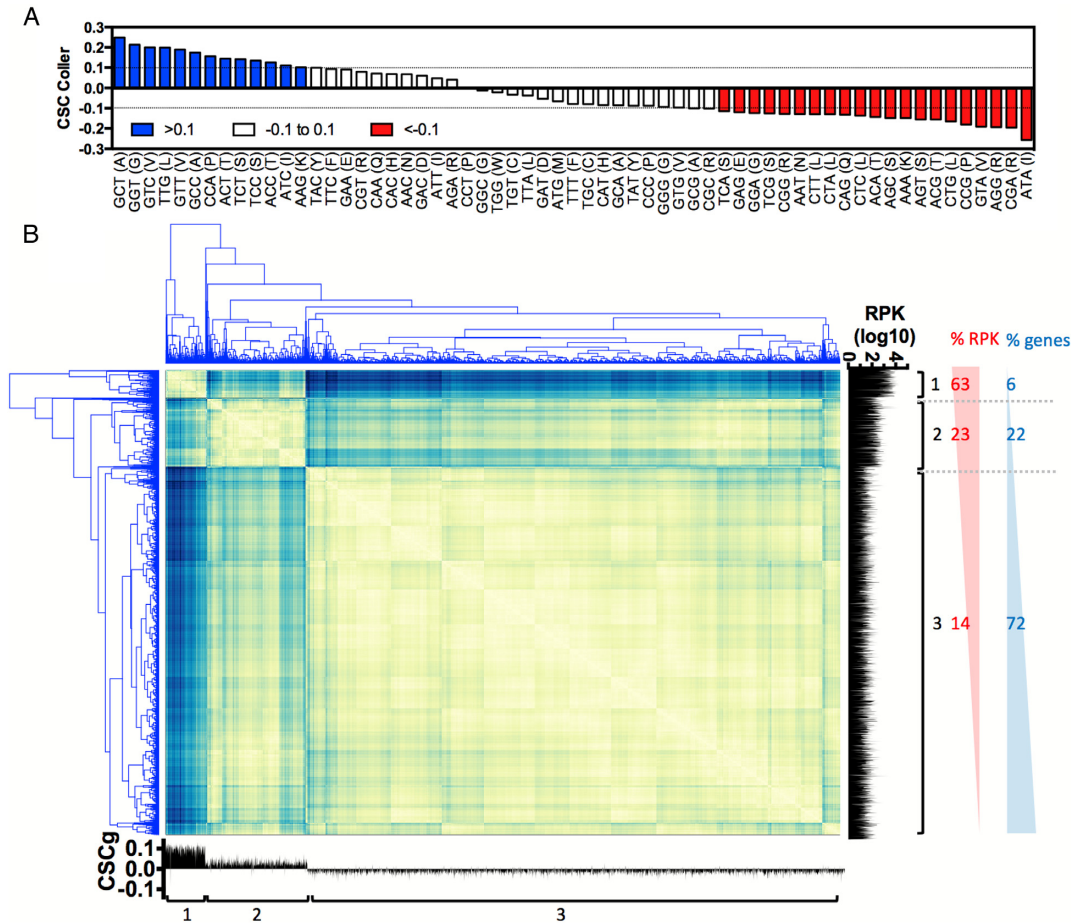 A
CSC Coller
0.3
0.2
0.1
0.0
-0.1
-0.2
-0.3
>0.1
-0.1 to 0.1
<-0.1
GCT (A)
GGT (G)
GTC (V)
TTG (L)
GTT (V)
GCC (A)
CCA (P)
ACT (T)
TCT (S)
TCC (S)
ACC (T)
ATC (I)
AAG (K)
TAC (Y)
TTC (F)
GAA (E)
CGT (R)
CAA (Q)
CAC (H)
AAC (N)
GAC (D)
ATT (I)
AGA (R)
CCT (P)
GGC (G)
TGG (W)
TGT (C)
TTA (L)
GAT (D)
ATG (M)
TTT (F)
TGC (C)
CAT (H)
GCA (A)
TAT (Y)
CCC (P)
GGG (G)
GTG (V)
GCG (A)
CGC (R)
TCA (S)
GAG (E)
GGA (G)
TCG (S)
CGG (R)
AAT (N)
CTT (L)
CTA (L)
CAG (Q)
CTC (L)
ACA (T)
AGC (S)
AAA (K)
AGT (S)
ACG (T)
CTG (L)
CCG (P)
GTA (V)
AGG (R)
CGA (R)
ATA (I)
B
RPK
(log10)
0 2 4
% RPK
% genes
1 63 6
2 23 22
3 14 72
CSCg
0.1
0.0
-0.1
1 2 3